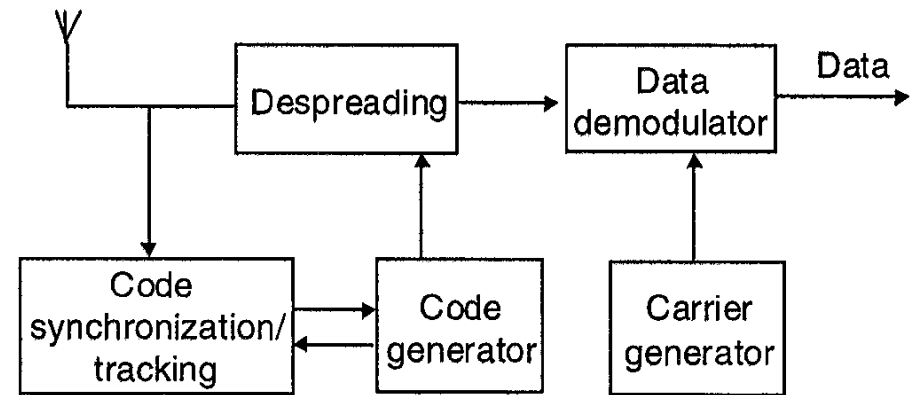 Despreading
Data
demodulator
Data
Code
synchronization/
tracking
Code
generator
Carrier
generator